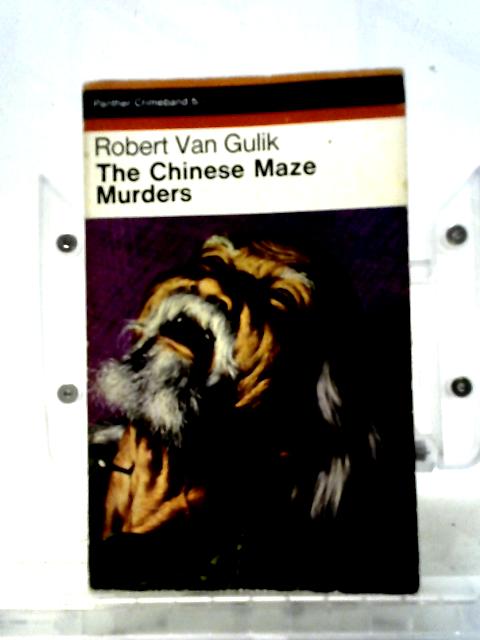 Panther Crimeband 5
Robert Van Gulik
The Chinese Maze
Murders